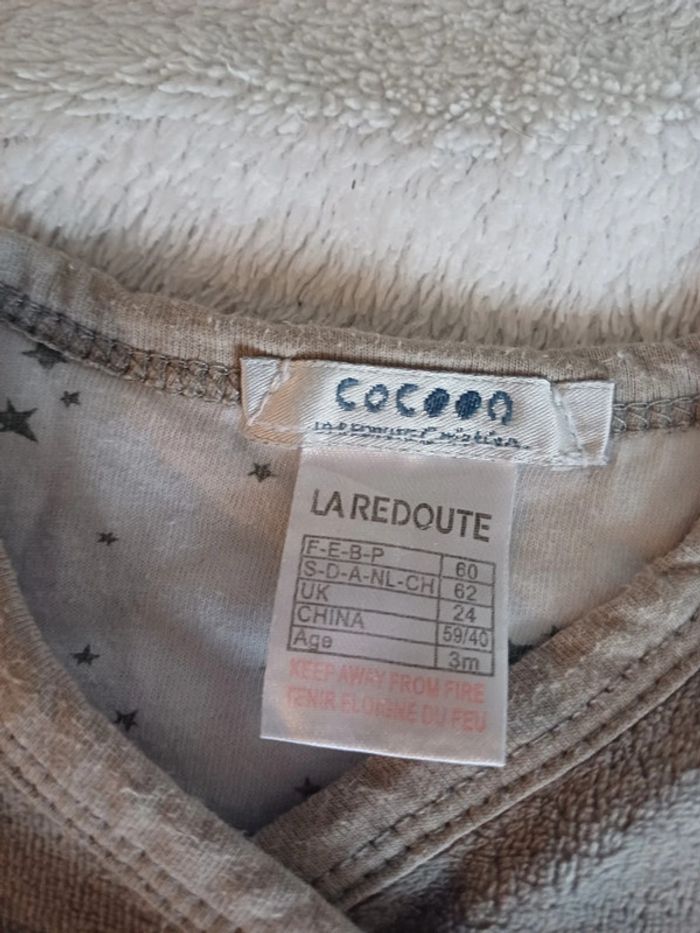 COCOON
LA REDOUTE
F-E-B-P 60
S-D-A-NL-CH 62
UK 24
CHINA 59/40
Age 3m
KEEP AWAY FROM FIRE
TENIR ELOIGNE DU FEU